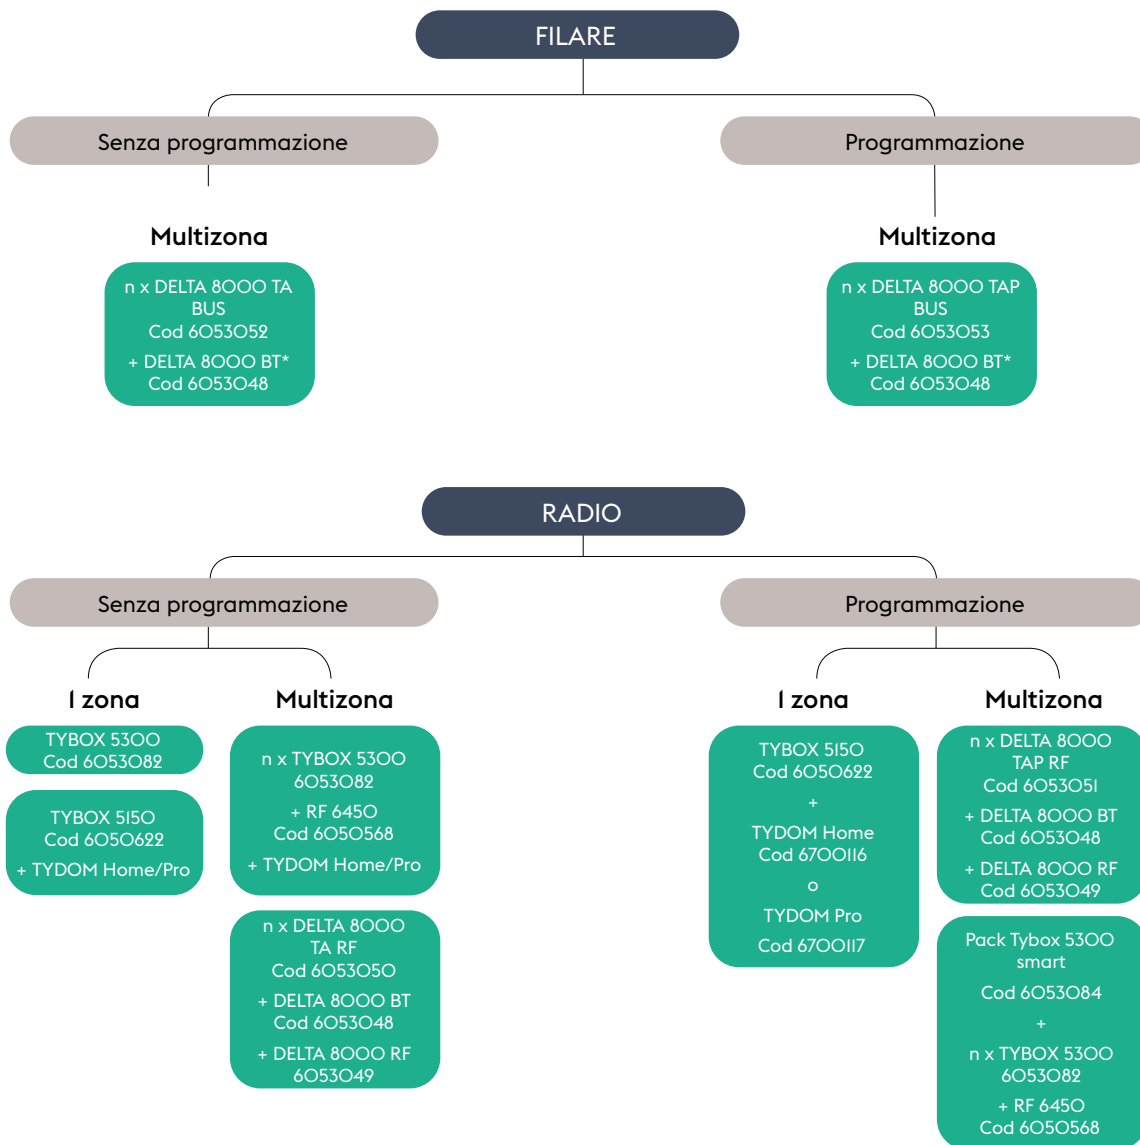 FILARE
Senza programmazione
Multizona
n x DELTA 8000 TA
BUS
Cod 6053052
+ DELTA 8000 BT*
Cod 6053048
Programmazione
Multizona
n x DELTA 8000 TAP
BUS
Cod 6053053
+ DELTA 8000 BT*
Cod 6053048
RADIO
Senza programmazione
1 zona
TYBOX 5300
Cod 6053082
TYBOX 5150
Cod 6050622
+ TYDOM Home/Pro
Multizona
n x TYBOX 5300
6053082
+ RF 6450
Cod 6050568
+ TYDOM Home/Pro
n x DELTA 8000
TA RF
Cod 6053050
+ DELTA 8000 BT
Cod 6053048
+ DELTA 8000 RF
6053049
Programmazione
1 zona
TYBOX 5150
Cod 6050622
+
TYDOM Home
Cod 6700116
o
TYDOM Pro
Cod 6700117
Multizona
n x DELTA 8000
TAP RF
Cod 6053051
+ DELTA 8000 BT
Cod 6053048
+ DELTA 8000 RF
Cod 6053049
Pack Tybox 5300
smart
Cod 6053084
+
n x TYBOX 5300
6053082
+ RF 6450
Cod 6050568